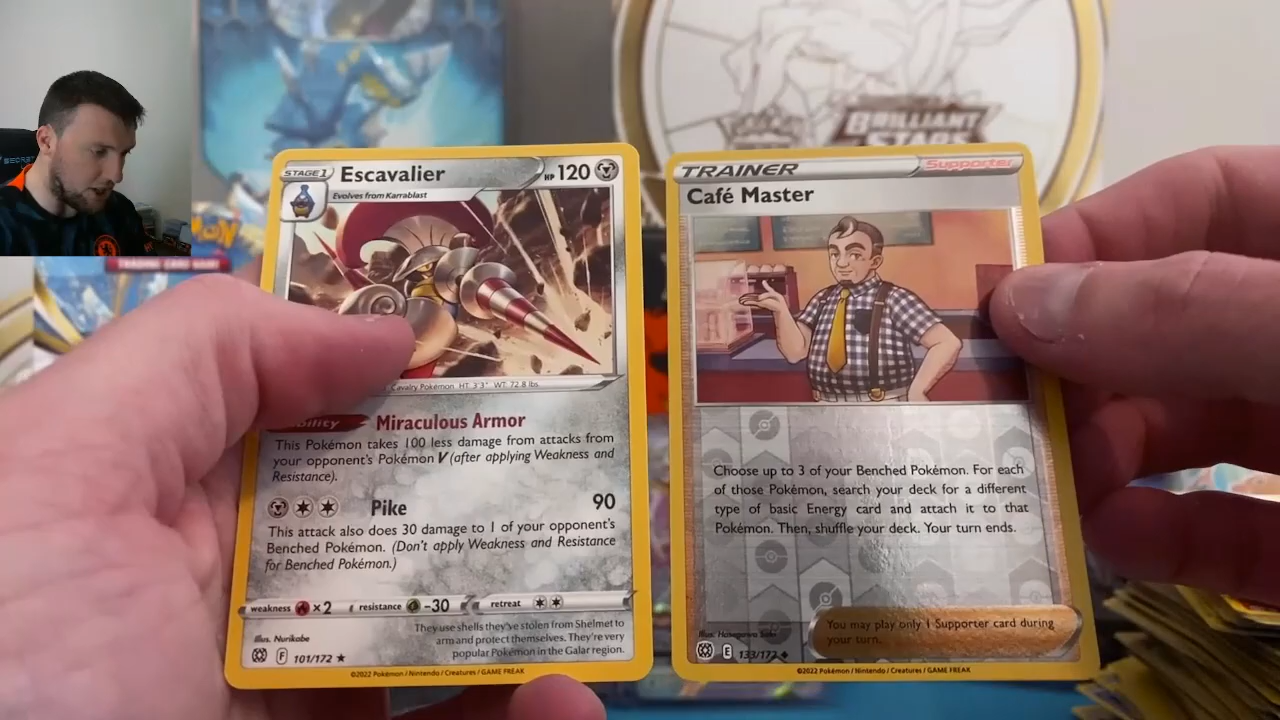 BRILLIANT
STARS
STAGE 1
Escavalier
HP 120
Evolves from Karrablast
Cavalry Pokémon HT: 3'3" WT: 72.8 lbs.
Miraculous Armor
This Pokémon takes 100 less damage from attacks from
your opponent's Pokémon V (after applying Weakness and
Resistance).
Pike 90
This attack also does 30 damage to 1 of your opponent's
Benched Pokémon. (Don't apply Weakness and Resistance
for Benched Pokémon.)
weakness ×2 resistance -30 retreat
Illus. Nurikabe
They use shells they've stolen from Shelmet to
arm and protect themselves. They're very
popular Pokémon in the Galar region.
F 101/172 ★
©2022 Pokémon / Nintendo / Creatures / GAME FREAK
TRAINER Supporter
Café Master
Choose up to 3 of your Benched Pokémon. For each
of those Pokémon, search your deck for a different
type of basic Energy card and attach it to that
Pokémon. Then, shuffle your deck. Your turn ends.
You may play only 1 Supporter card during
your turn.
E 133/172 ◆
©2022 Pokémon / Nintendo / Creatures / GAME FREAK